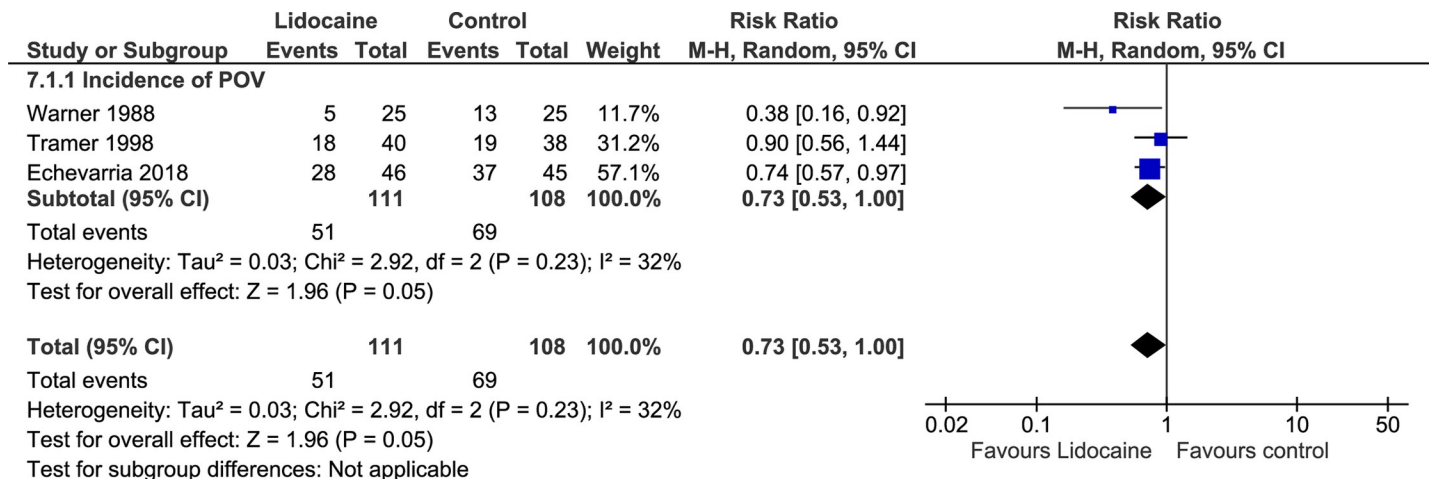 Lidocaine Control Risk Ratio Risk Ratio
Study or Subgroup Events Total Events Total Weight M-H, Random, 95% CI M-H, Random, 95% CI
7.1.1 Incidence of POV
Warner 1988 5 25 13 25 11.7% 0.38 [0.16, 0.92]
Tramer 1998 18 40 19 38 31.2% 0.90 [0.56, 1.44]
Echevarria 2018 28 46 37 45 57.1% 0.74 [0.57, 0.97]
Subtotal (95% CI) 111 108 100.0% 0.73 [0.53, 1.00]
Total events 51 69
Heterogeneity: Tau² = 0.03; Chi² = 2.92, df = 2 (P = 0.23); I² = 32%
Test for overall effect: Z = 1.96 (P = 0.05)
Total (95% CI) 111 108 100.0% 0.73 [0.53, 1.00]
Total events 51 69
Heterogeneity: Tau² = 0.03; Chi² = 2.92, df = 2 (P = 0.23); I² = 32%
Test for overall effect: Z = 1.96 (P = 0.05)
Test for subgroup differences: Not applicable
0.02 0.1 1 10 50
Favours Lidocaine Favours control